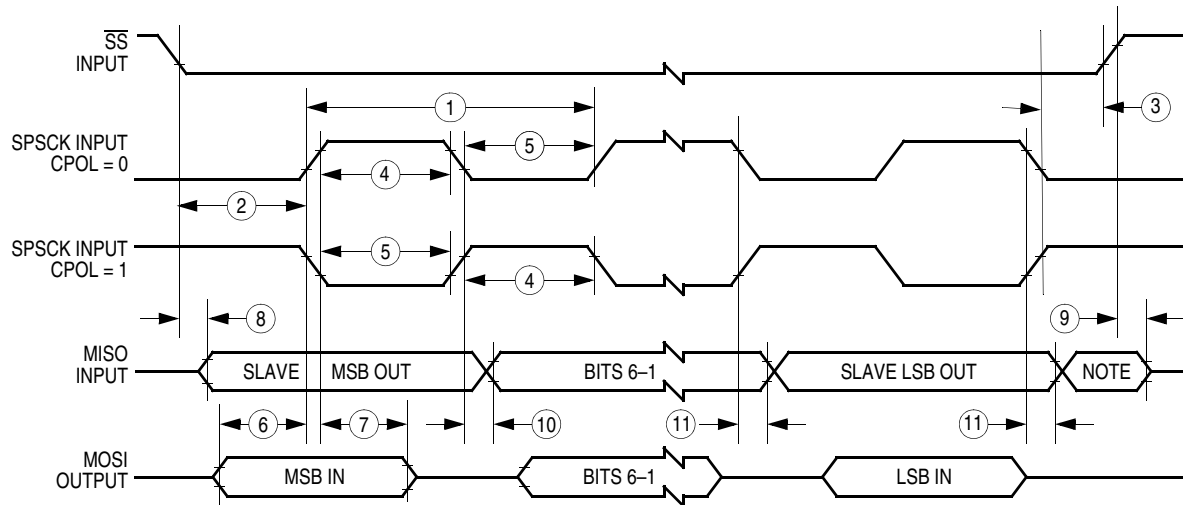 SS
INPUT
1
3
SPSCK INPUT
CPOL = 0
5
4
2
SPSCK INPUT
CPOL = 1
5
4
8
9
MISO
INPUT
SLAVE MSB OUT
BITS 6–1
SLAVE LSB OUT
NOTE
6
7
10
11
11
MOSI
OUTPUT
MSB IN
BITS 6–1
LSB IN